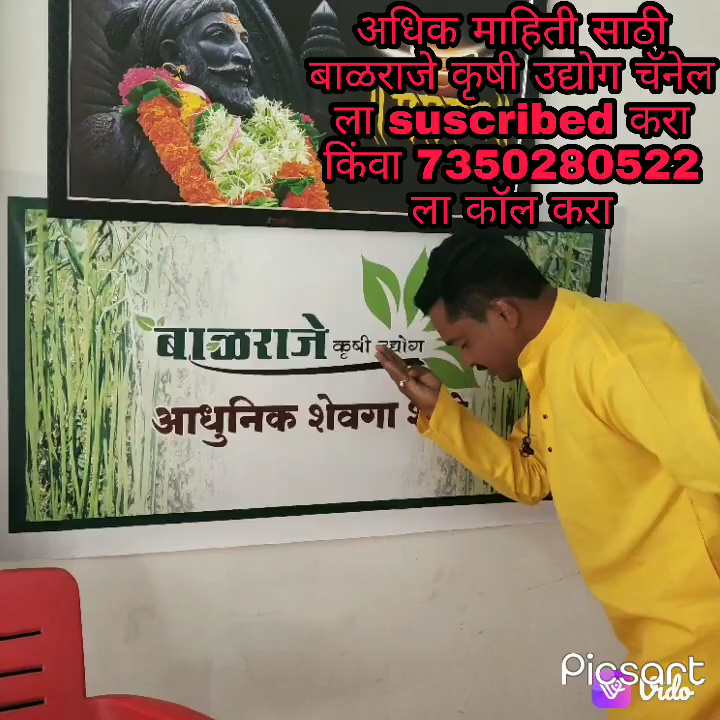 अधिक माहिती साठी
बाळराजे कृषी उद्योग चॅनेल
ला suscribed करा
किंवा 7350280522
ला कॉल करा
बाळराजे कृषी उद्योग
आधुनिक शेवगा
Picsart
Vido